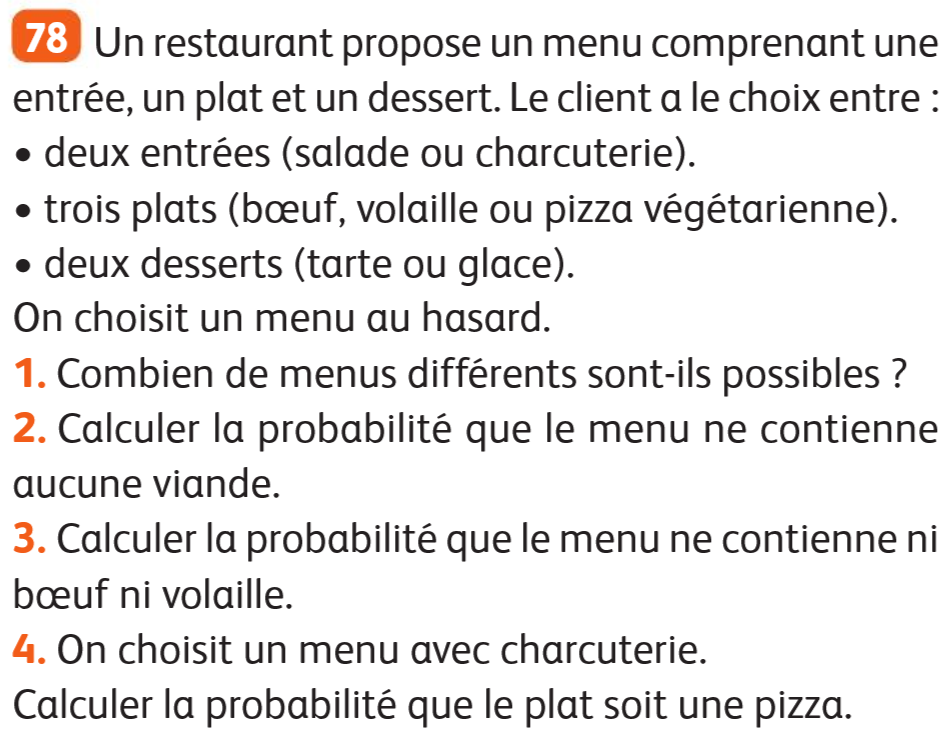 78 Un restaurant propose un menu comprenant une
entrée, un plat et un dessert. Le client a le choix entre :
• deux entrées (salade ou charcuterie).
• trois plats (bœuf, volaille ou pizza végétarienne).
• deux desserts (tarte ou glace).
On choisit un menu au hasard.
1. Combien de menus différents sont-ils possibles ?
2. Calculer la probabilité que le menu ne contienne
aucune viande.
3. Calculer la probabilité que le menu ne contienne ni
bœuf ni volaille.
4. On choisit un menu avec charcuterie.
Calculer la probabilité que le plat soit une pizza.